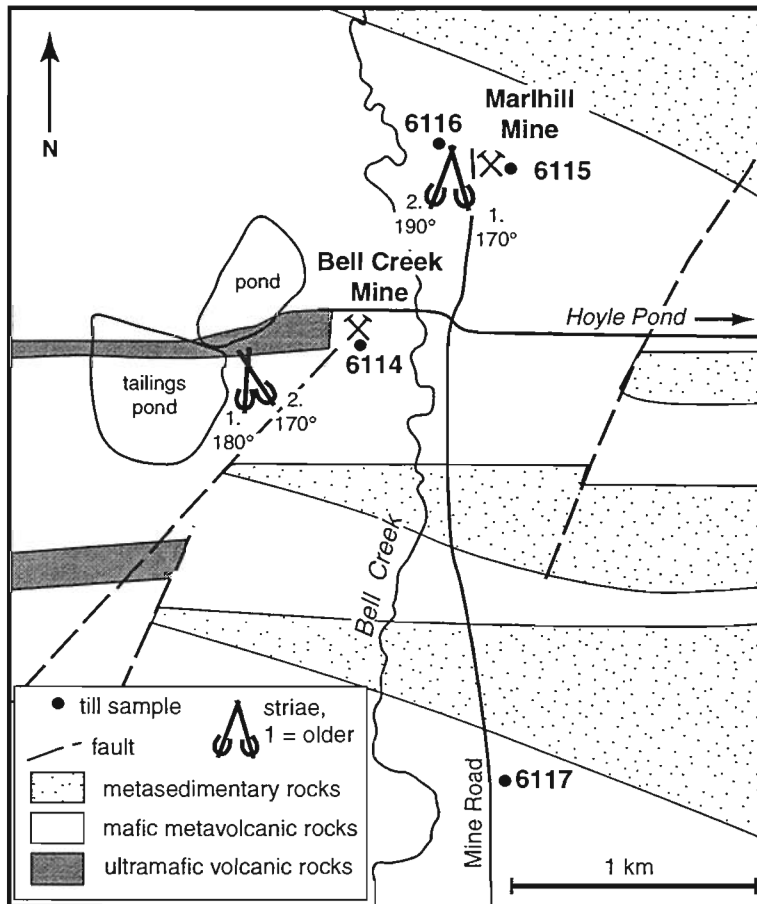 N
Marlhill
Mine
6116
6115
2.
190°
1.
170°
Bell Creek
Mine
pond
Hoyle Pond
6114
tailings
pond
1.
180°
2.
170°
Bell Creek
Mine Road
6117
till sample
striae,
1 = older
fault
metasedimentary rocks
mafic metavolcanic rocks
ultramafic volcanic rocks
1 km